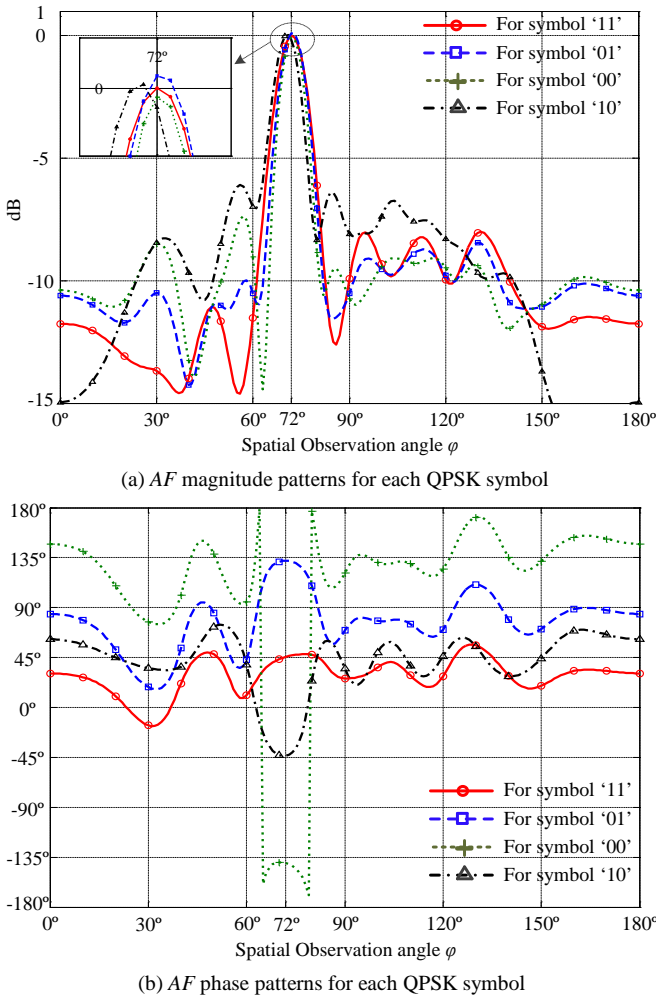 1
0
-5
-10
-15
dB
72º
0
For symbol ‘11’
For symbol ‘01’
For symbol ‘00’
For symbol ‘10’
0º 30º 60º 72º 90º 120º 150º 180º
Spatial Observation angle φ
(a) AF magnitude patterns for each QPSK symbol
180º
135º
90º
45º
0º
-45º
-90º
-135º
-180º
For symbol ‘11’
For symbol ‘01’
For symbol ‘00’
For symbol ‘10’
0º 30º 60º 72º 90º 120º 150º 180º
Spatial Observation angle φ
(b) AF phase patterns for each QPSK symbol